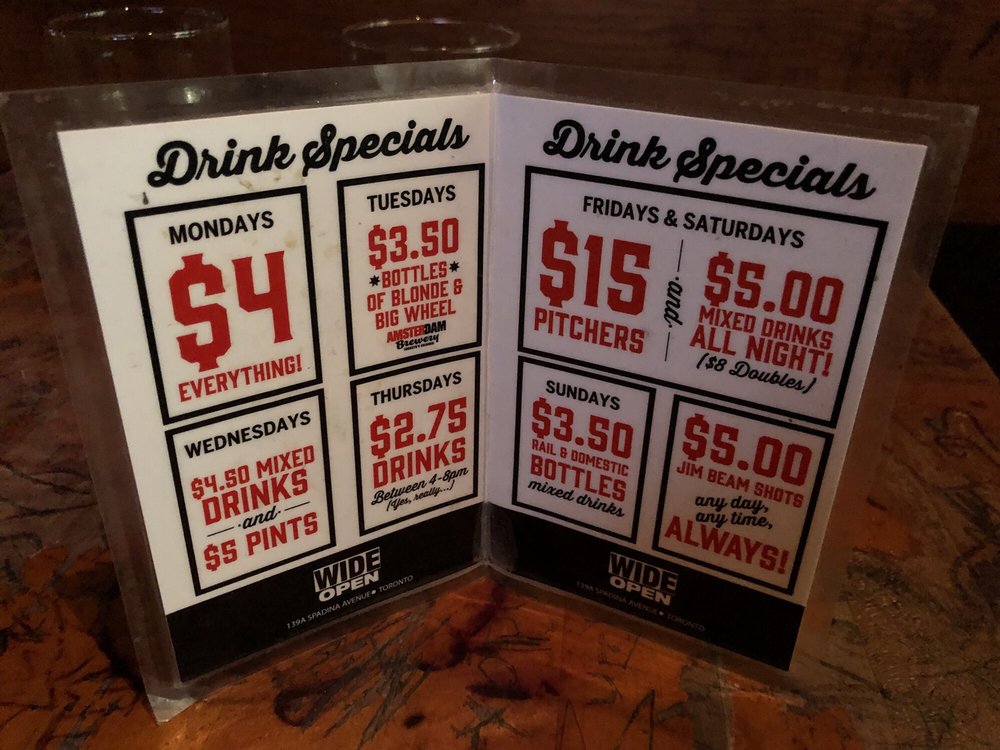 Drink Specials
MONDAYS
$4
EVERYTHING!
TUESDAYS
$3.50
*BOTTLES*
OF BLONDE &
BIG WHEEL
AMSTERDAM
Brewery
WEDNESDAYS
$4.50 MIXED
DRINKS
-and-
$5 PINTS
THURSDAYS
$2.75
DRINKS
Between 4-8pm
(Yes, really...)
WIDE
OPEN
139A SPADINA AVENUE • TORONTO
Drink Specials
FRIDAYS & SATURDAYS
$15
PITCHERS
-and-
$5.00
MIXED DRINKS
ALL NIGHT!
($8 Doubles)
SUNDAYS
$3.50
RAIL & DOMESTIC
BOTTLES
mixed drinks
$5.00
JIM BEAM SHOTS
any day,
any time,
ALWAYS!
WIDE
OPEN
139A SPADINA AVENUE • TORONTO